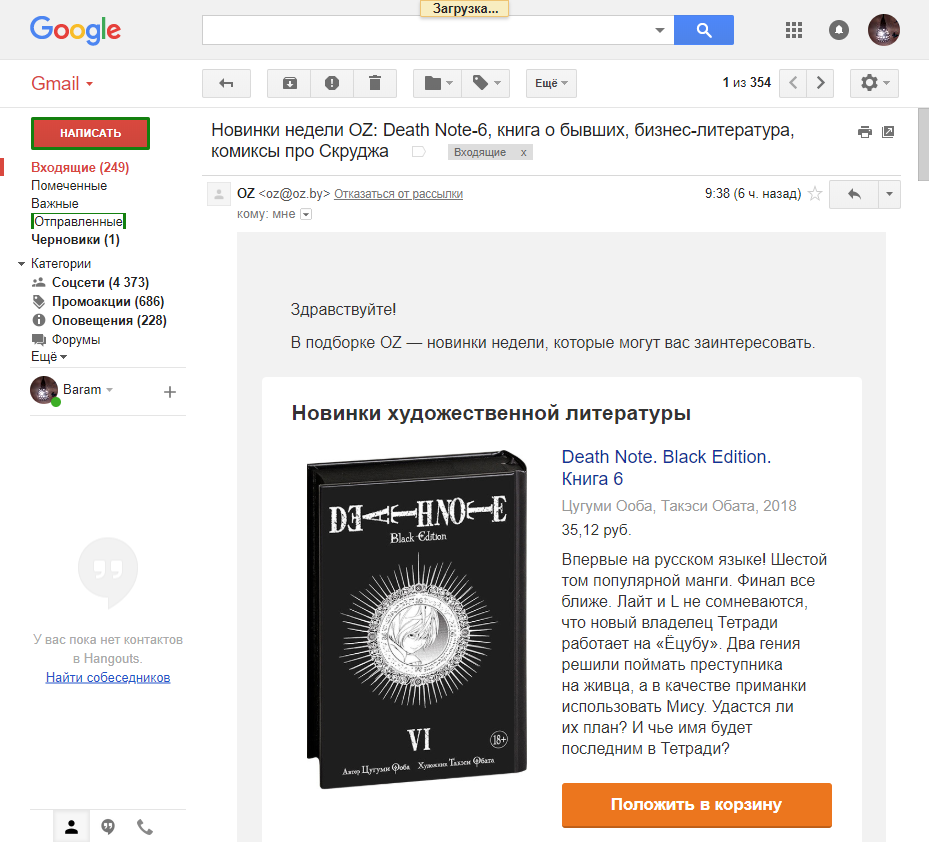 Загрузка...
Google
Gmail
Ещё
1 из 354
НАПИСАТЬ
Входящие (249)
Помеченные
Важные
Отправленные
Черновики (1)
Категории
Соцсети (4 373)
Промоакции (686)
Оповещения (228)
Форумы
Ещё
Baram
У вас пока нет контактов
в Hangouts.
Найти собеседников
Новинки недели OZ: Death Note-6, книга о бывших, бизнес-литература,
комиксы про Скруджа Входящие x
OZ <oz@oz.by> Отказаться от рассылки 9:38 (6 ч. назад)
кому: мне
Здравствуйте!
В подборке OZ — новинки недели, которые могут вас заинтересовать.
Новинки художественной литературы
DEATH NOTE
Black Edition
VI
18+
Автор Цугуми Ооба Художник Такэси Обата
Death Note. Black Edition.
Книга 6
Цугуми Ооба, Такэси Обата, 2018
35,12 руб.
Впервые на русском языке! Шестой
том популярной манги. Финал все
ближе. Лайт и L не сомневаются,
что новый владелец Тетради
работает на «Ёцубу». Два гения
решили поймать преступника
на живца, а в качестве приманки
использовать Мису. Удастся ли
их план? И чье имя будет
последним в Тетради?
Положить в корзину